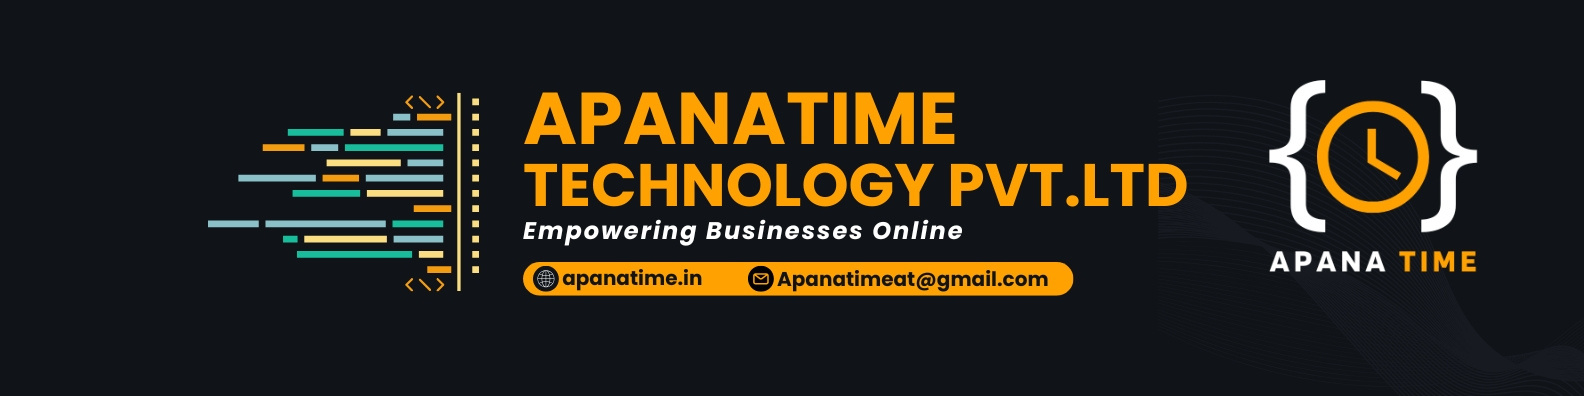 APANATIME
TECHNOLOGY PVT.LTD
Empowering Businesses Online
apanatime.in Apanatimeat@gmail.com
APANA TIME